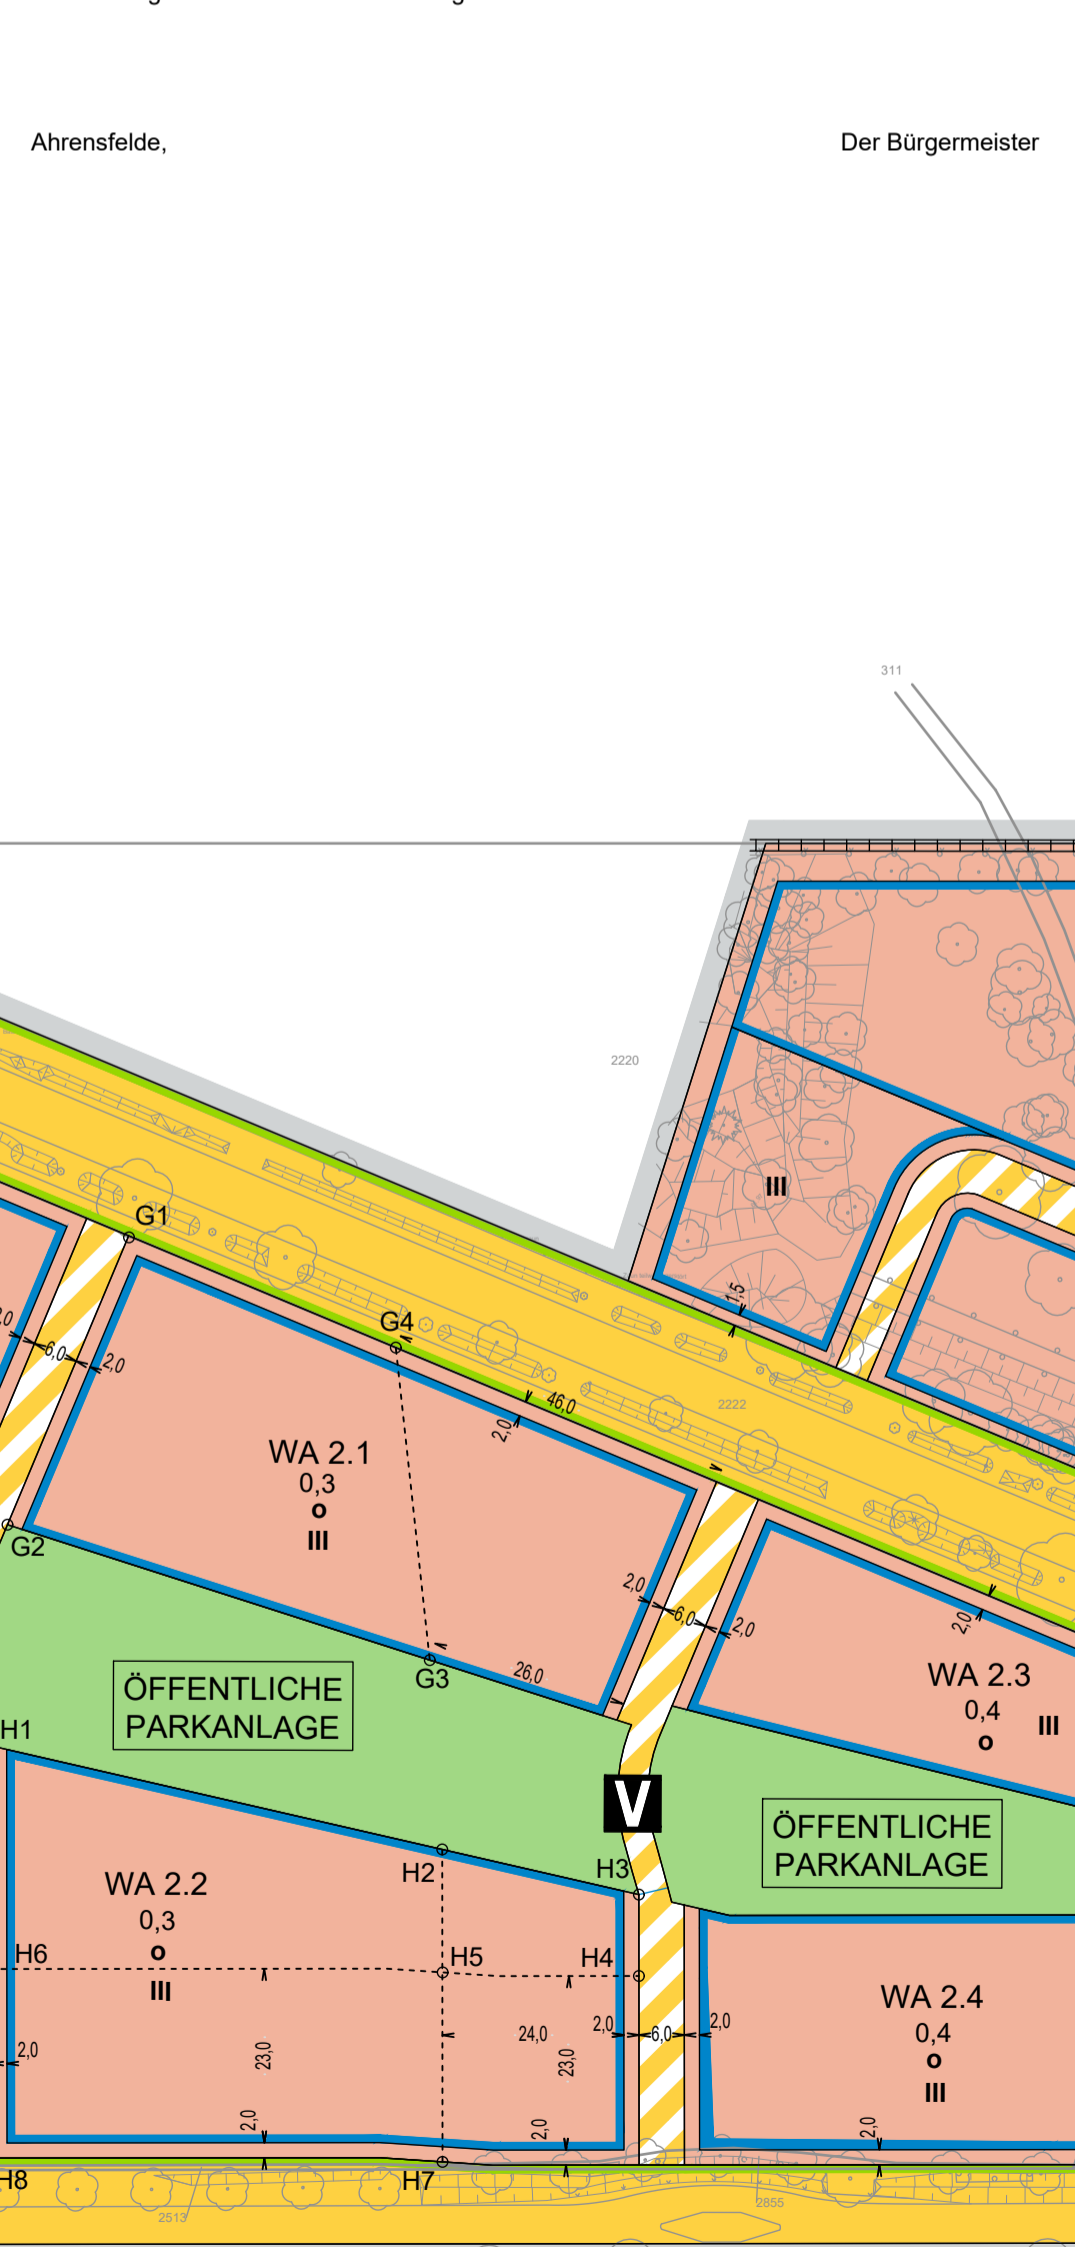 Ahrensfelde,
Der Bürgermeister
311
2220
III
1,5
G1
G4
2,0
6,0
2,0
46,0
2,0
2222
WA 2.1
0,3
o
III
G2
G3
26,0
2,0
6,0
2,0
2,0
WA 2.3
0,4
III
o
ÖFFENTLICHE
PARKANLAGE
H1
V
ÖFFENTLICHE
PARKANLAGE
H2
H3
WA 2.2
0,3
o
III
H6
H5
H4
WA 2.4
0,4
o
III
2,0
23,0
24,0
23,0
2,0
6,0
2,0
2,0
2,0
2,0
H8
H7
2513
2855